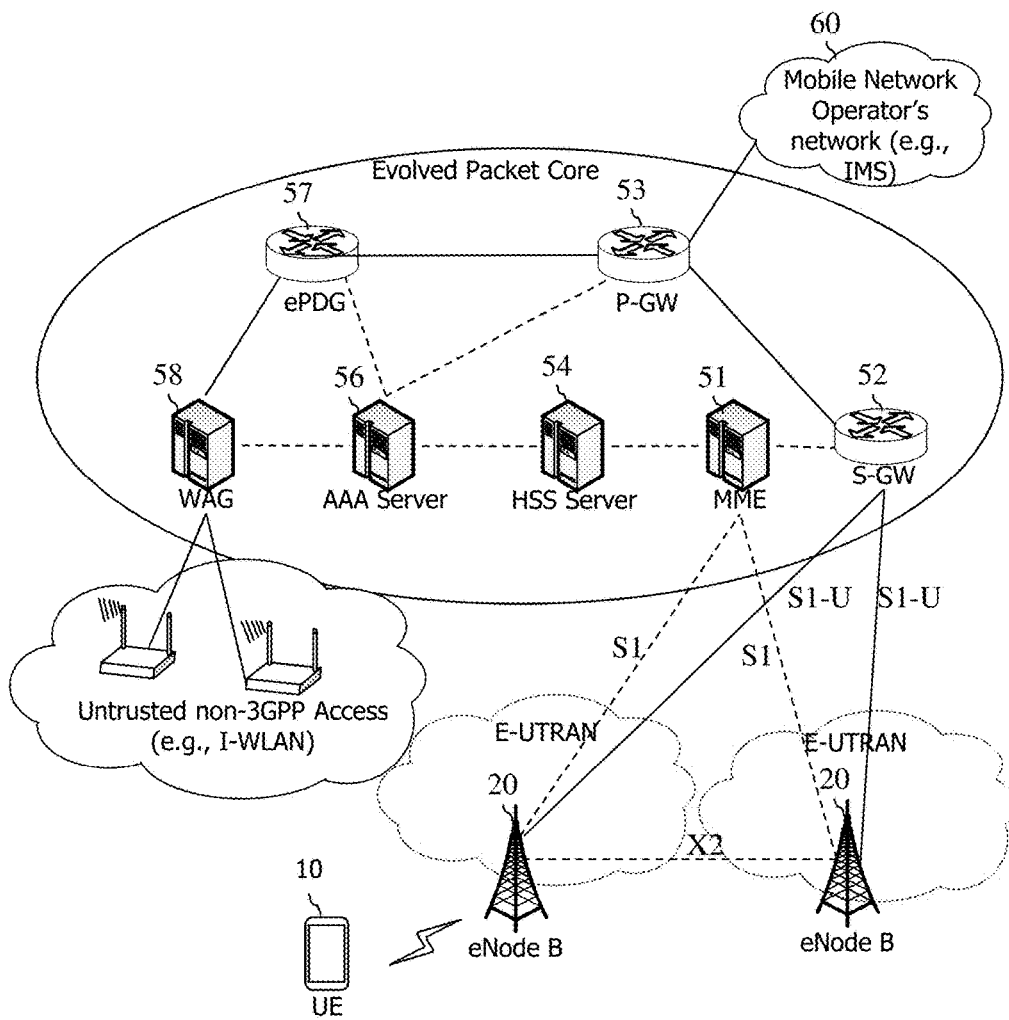 60
Mobile Network
Operator's
network (e.g.,
IMS)
Evolved Packet Core
57
53
ePDG
P-GW
58
56
54
51
52
WAG
AAA Server
HSS Server
MME
S-GW
S1-U
S1-U
S1
S1
Untrusted non-3GPP Access
(e.g., I-WLAN)
E-UTRAN
E-UTRAN
20
20
X2
10
eNode B
eNode B
UE